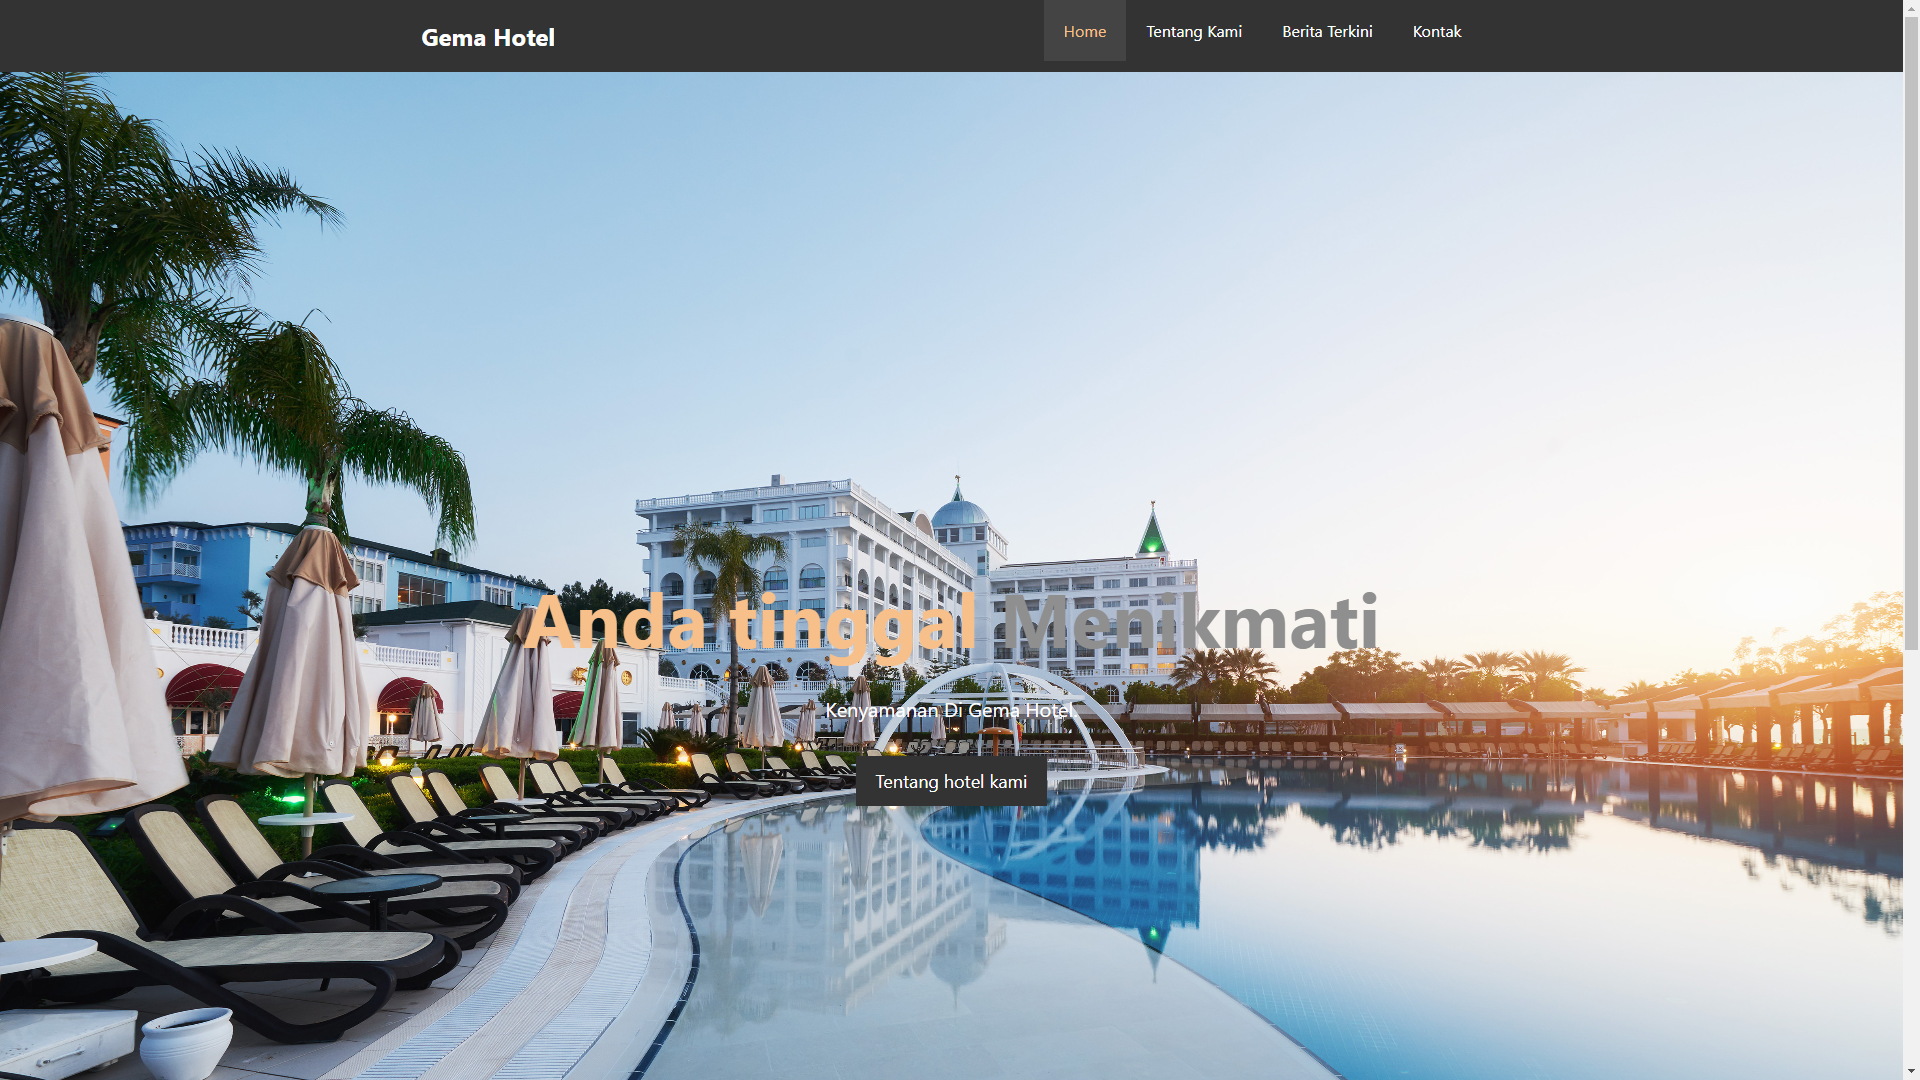 Gema Hotel
Home Tentang Kami Berita Terkini Kontak
Anda tinggal Menikmati
Kenyamanan Di Gema Hotel.
Tentang hotel kami